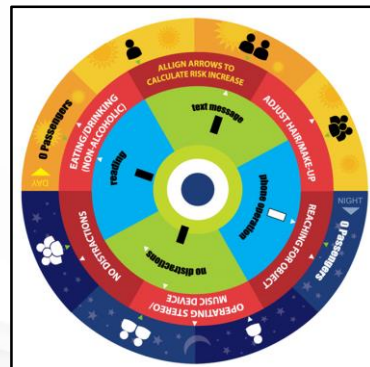 ALLIGN ARROWS TO
CALCULATE RISK INCREASE
ADJUST HAIR/MAKE-UP
REACHING FOR OBJECT
OPERATING STEREO/
MUSIC DEVICE
NO DISTRACTIONS
EATING/DRINKING
(NON-ALCOHOLIC)
0 Passengers
DAY
NIGHT
0 Passengers
text message
phone operation
no distractions
reading